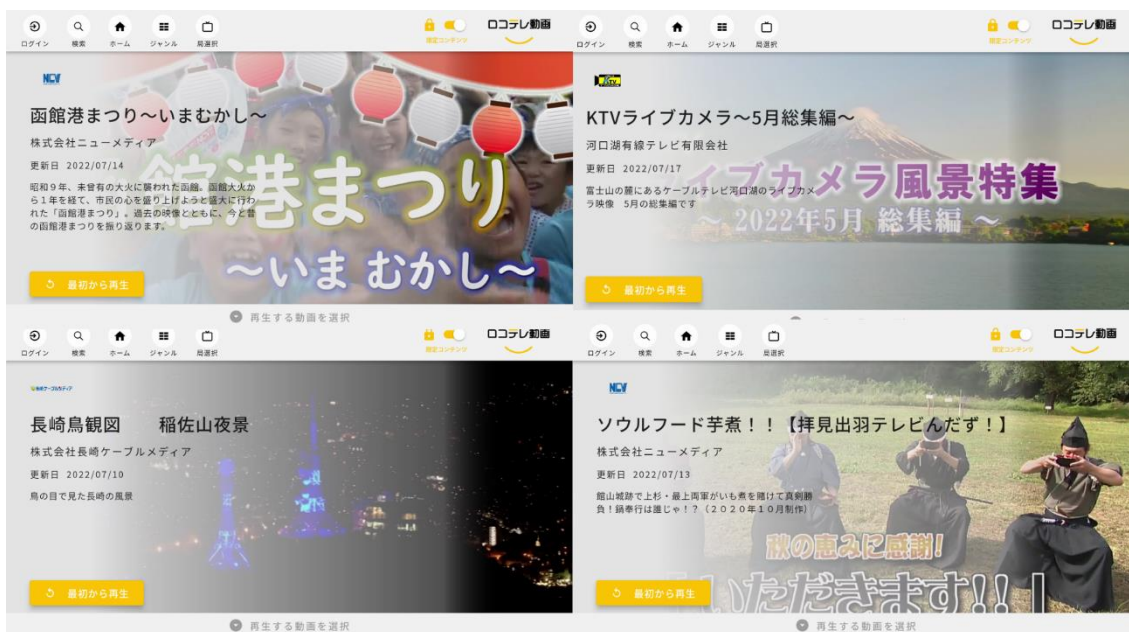 ログイン
検索
ホーム
ジャンル
局選択
限定コンテンツ
ロコテレ動画
NCV
函館港まつり～いまむかし～
株式会社ニューメディア
更新日 2022/07/14
昭和９年、未曾有の大火に襲われた函館。函館大火か
ら１年を経て、市民の心を盛り上げようと盛大に行わ
れた「函館港まつり」。過去の映像とともに、今と昔
の函館港まつりを振り返ります。
館港まつり
～いま むかし～
最初から再生
再生する動画を選択
ログイン
検索
ホーム
ジャンル
局選択
限定コンテンツ
ロコテレ動画
KTVライブカメラ～5月総集編～
河口湖有線テレビ有限会社
更新日 2022/07/17
富士山の麓にあるケーブルテレビ河口湖のライブカメ
ラ映像 5月の総集編です
イブカメラ風景特集
～ 2022年5月 総集編 ～
最初から再生
ログイン
検索
ホーム
ジャンル
局選択
限定コンテンツ
ロコテレ動画
長崎鳥観図　　稲佐山夜景
株式会社長崎ケーブルメディア
更新日 2022/07/10
鳥の目で見た長崎の風景
最初から再生
再生する動画を選択
ログイン
検索
ホーム
ジャンル
局選択
限定コンテンツ
ロコテレ動画
NCV
ソウルフード芋煮！！【拝見出羽テレビんだず！】
株式会社ニューメディア
更新日 2022/07/13
館山城跡で上杉・最上両軍がいも煮を賭けて真剣勝
負！鍋奉行は誰じゃ！？（２０２０年１０月制作）
秋の恵みに感謝!
いただきます!!
最初から再生
再生する動画を選択